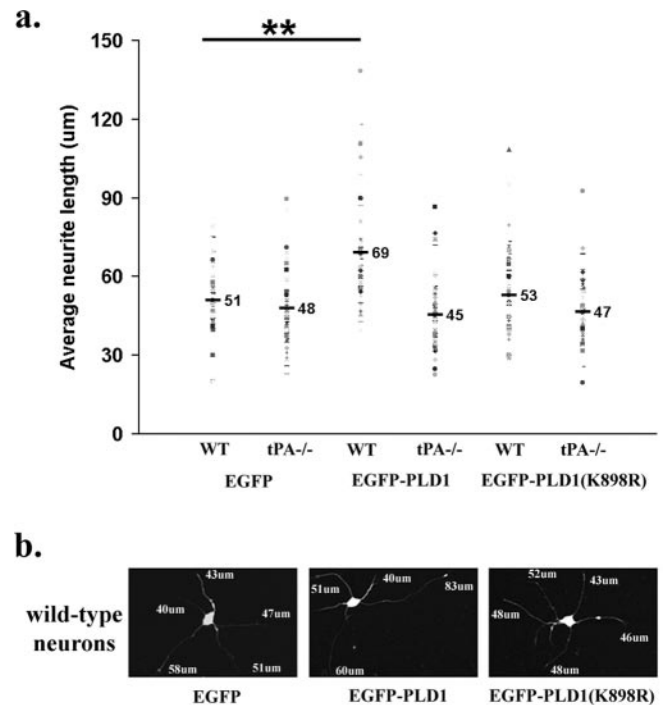 a.
**
150
120
90
60
30
0
Average neurite length (um)
51
48
69
45
53
47
WT tPA-/- WT tPA-/- WT tPA-/-
EGFP EGFP-PLD1 EGFP-PLD1(K898R)
b.
wild-type
neurons
43um
40um
47um
58um
51um
51um
40um
83um
60um
52um
43um
48um
46um
48um
EGFP EGFP-PLD1 EGFP-PLD1(K898R)